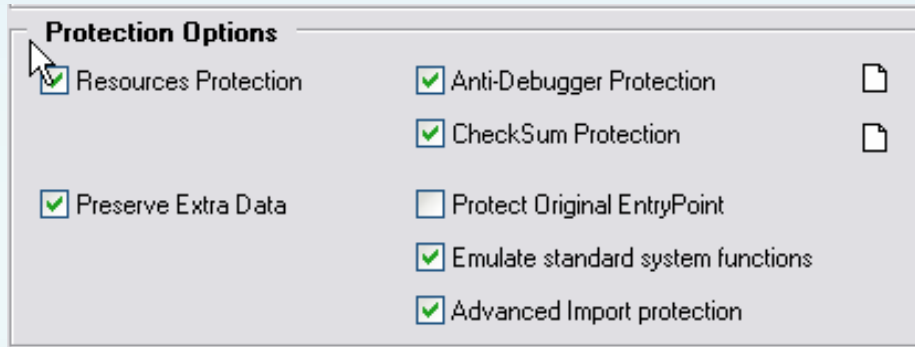 Protection Options
Resources Protection
Anti-Debugger Protection
CheckSum Protection
Preserve Extra Data
Protect Original EntryPoint
Emulate standard system functions
Advanced Import protection